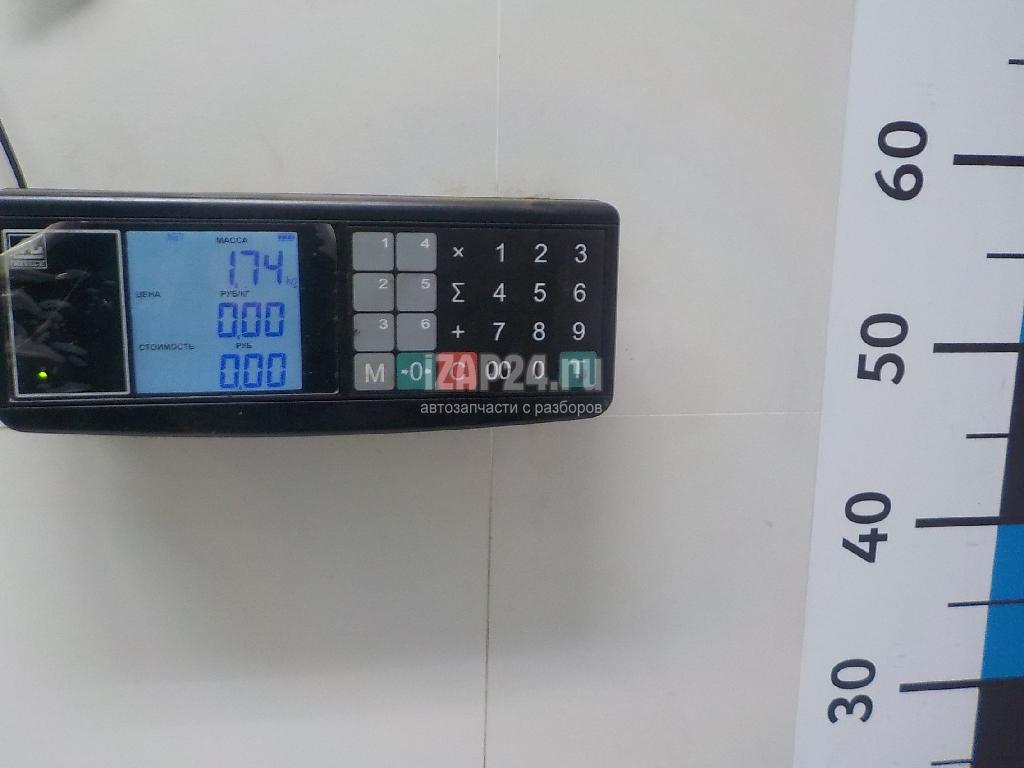 NET МАССА
1,74 kg
ЦЕНА РУБ/КГ
0,00
СТОИМОСТЬ РУБ
0,00
1 4 × 1 2 3
2 5 Σ 4 5 6
3 6 + 7 8 9
M →0← C 00 0
iZAP24.ru
автозапчасти с разборов
60
50
40
30